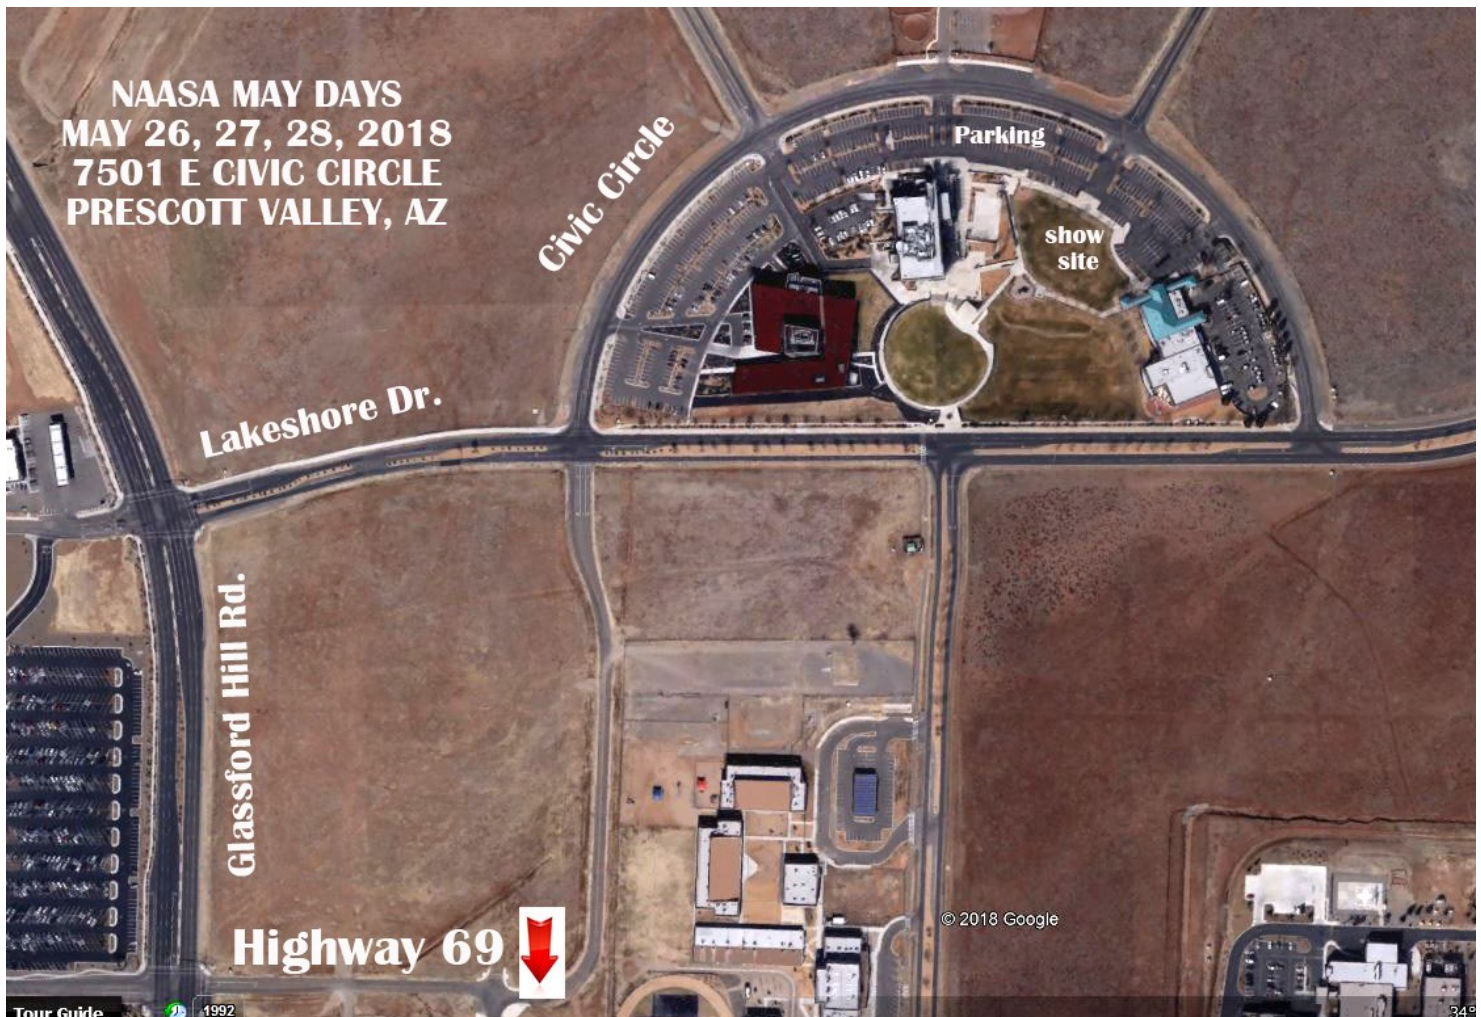 NAASA MAY DAYS
MAY 26, 27, 28, 2018
7501 E CIVIC CIRCLE
PRESCOTT VALLEY, AZ
Civic Circle
Parking
show
site
Lakeshore Dr.
Glassford Hill Rd.
© 2018 Google
Highway 69
Tour Guide
1992
34°